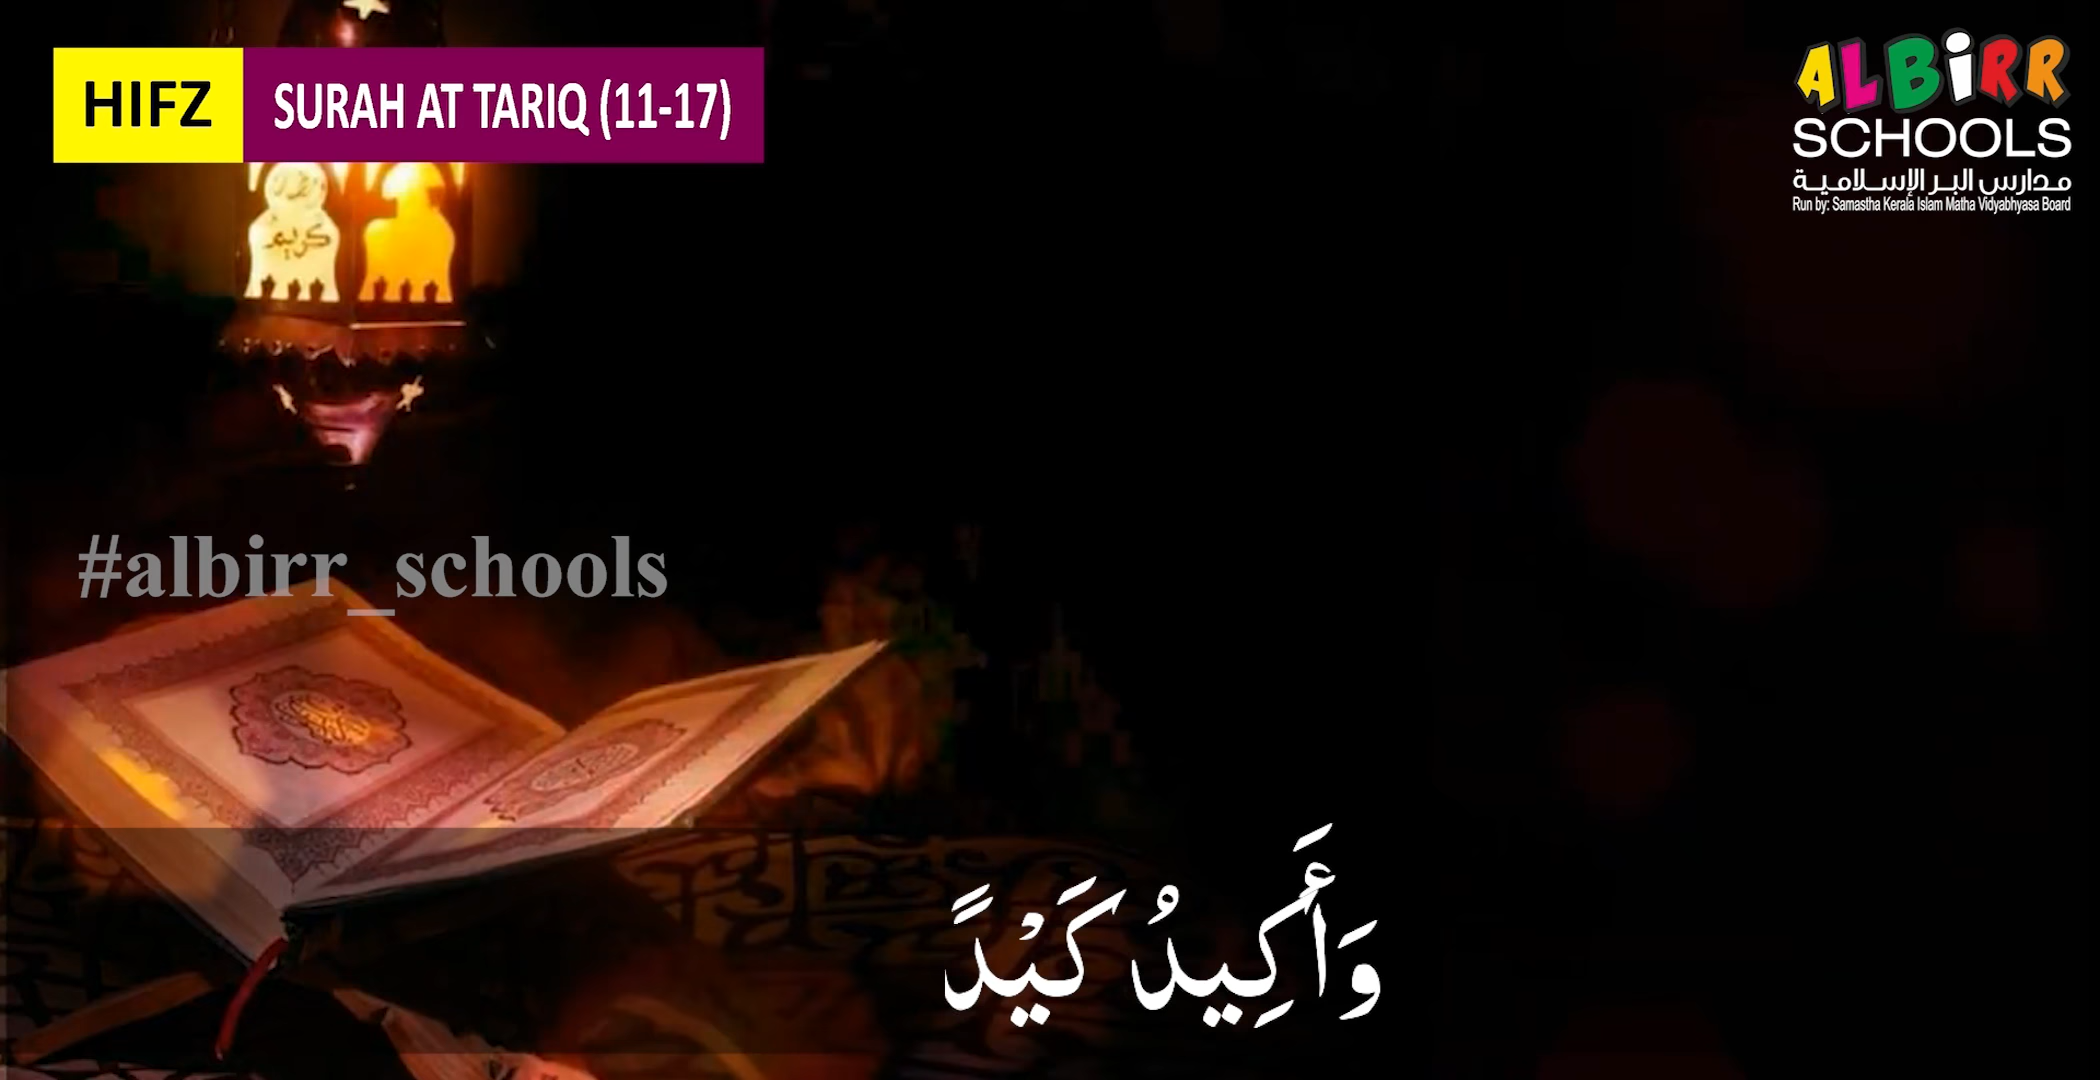 HIFZ SURAH AT TARIQ (11-17)
ALBiRR
SCHOOLS
مدارس البر الإسلامية
Run by: Samastha Kerala Islam Matha Vidyabhyasa Board
كريم
#albirr_schools
وَأَكِيدُ كَيْدً